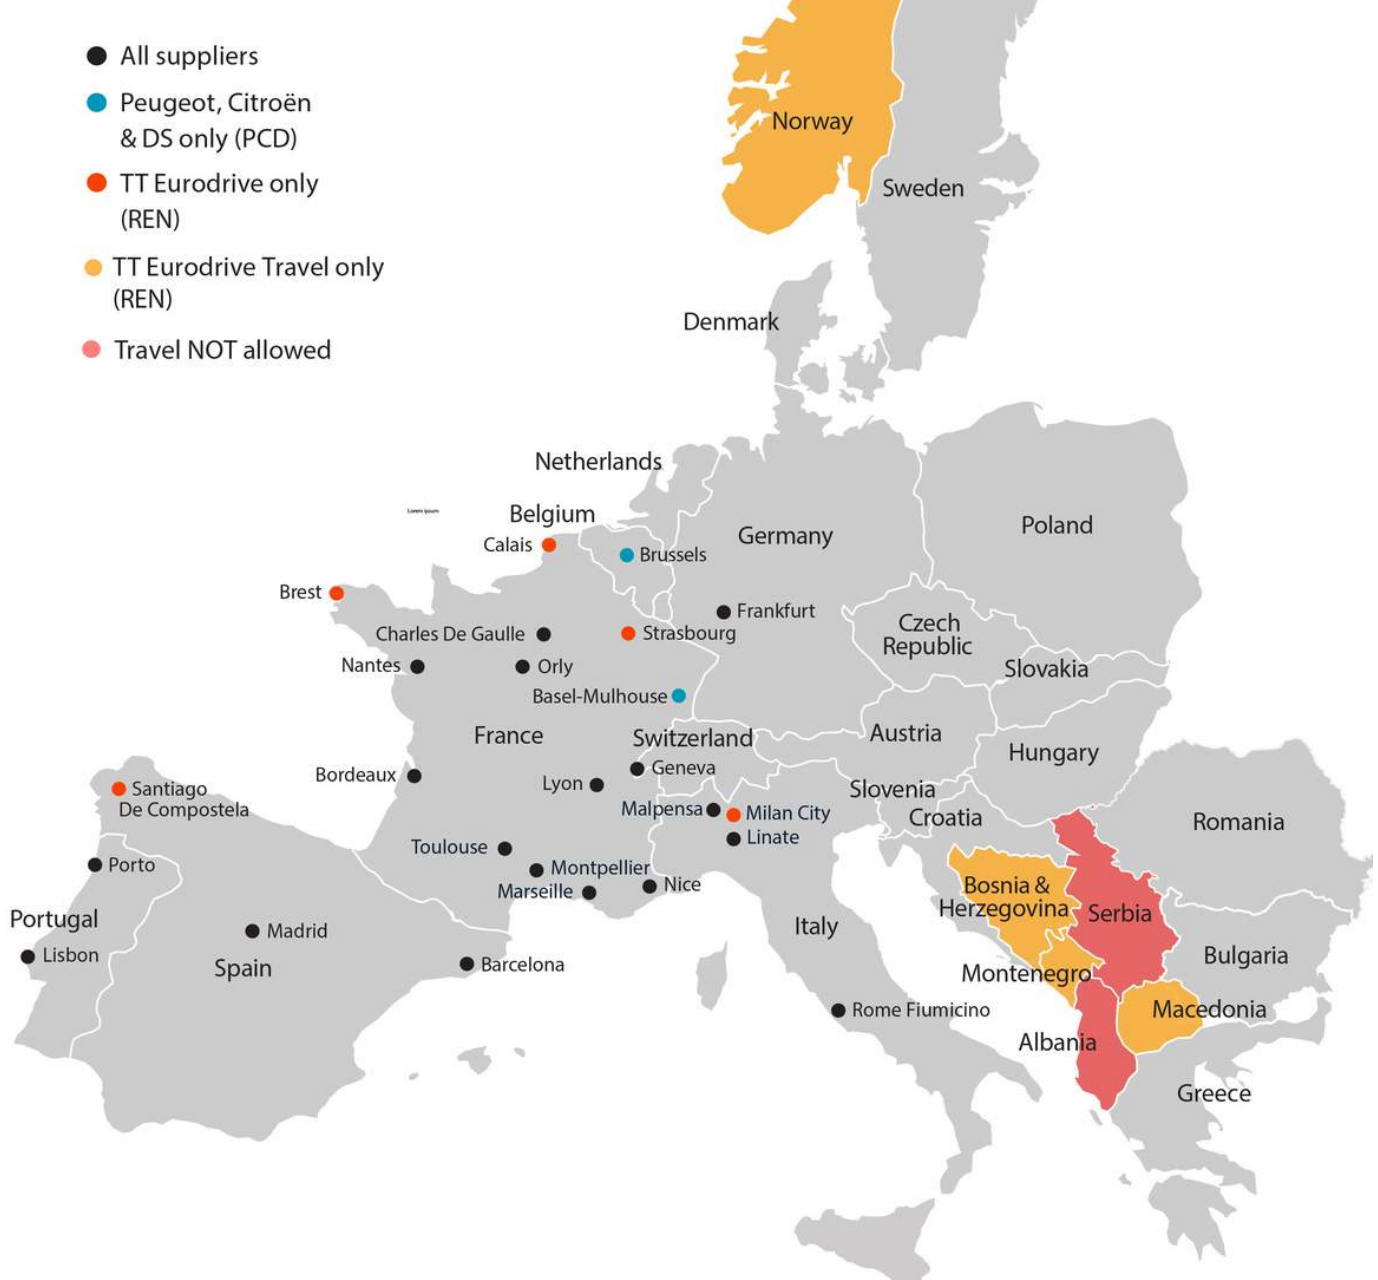 All suppliers
Peugeot, Citroën
& DS only (PCD)
TT Eurodrive only
(REN)
TT Eurodrive Travel only
(REN)
Travel NOT allowed
Norway
Sweden
Denmark
Netherlands
Lorem ipsum
Belgium
Calais
Brussels
Germany
Poland
Brest
Frankfurt
Charles De Gaulle
Strasbourg
Czech
Republic
Nantes
Orly
Slovakia
Basel-Mulhouse
France
Switzerland
Austria
Hungary
Bordeaux
Lyon
Geneva
Slovenia
Santiago
De Compostela
Malpensa
Milan City
Croatia
Romania
Linate
Toulouse
Porto
Montpellier
Marseille
Nice
Bosnia &
Herzegovina
Serbia
Portugal
Madrid
Italy
Lisbon
Spain
Barcelona
Montenegro
Bulgaria
Rome Fiumicino
Macedonia
Albania
Greece